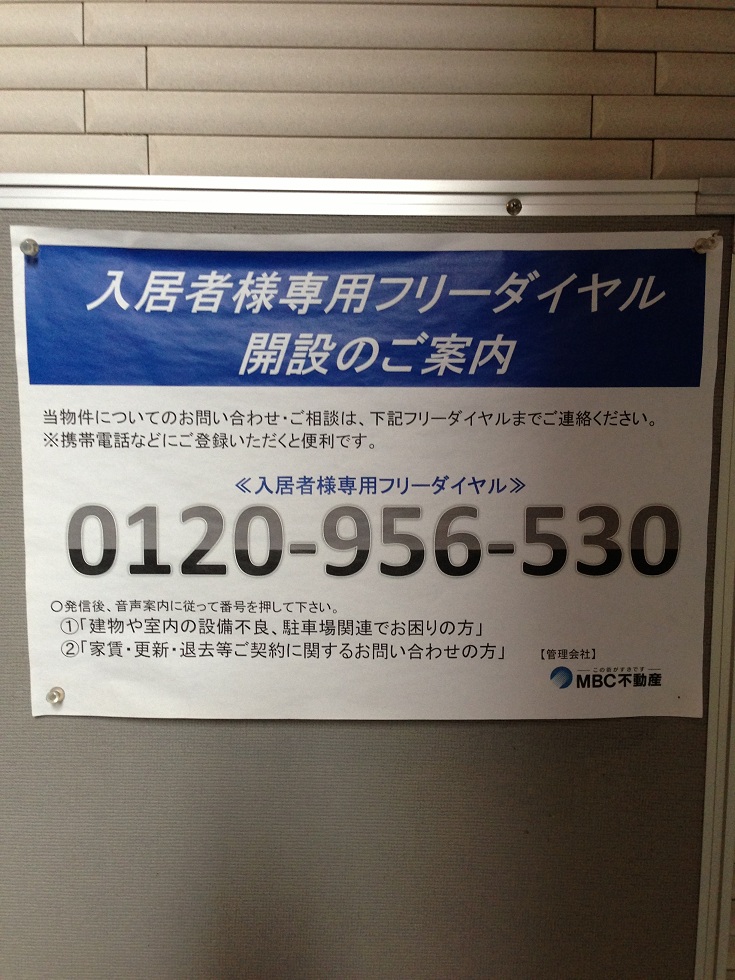 入居者様専用フリーダイヤル
開設のご案内
当物件についてのお問い合わせ・ご相談は、下記フリーダイヤルまでご連絡ください。
※携帯電話などにご登録いただくと便利です。
≪入居者様専用フリーダイヤル≫
0120-956-530
○発信後、音声案内に従って番号を押して下さい。
①「建物や室内の設備不良、駐車場関連でお困りの方」
②「家賃・更新・退去等ご契約に関するお問い合わせの方」
【管理会社】
この街がすきです
MBC不動産